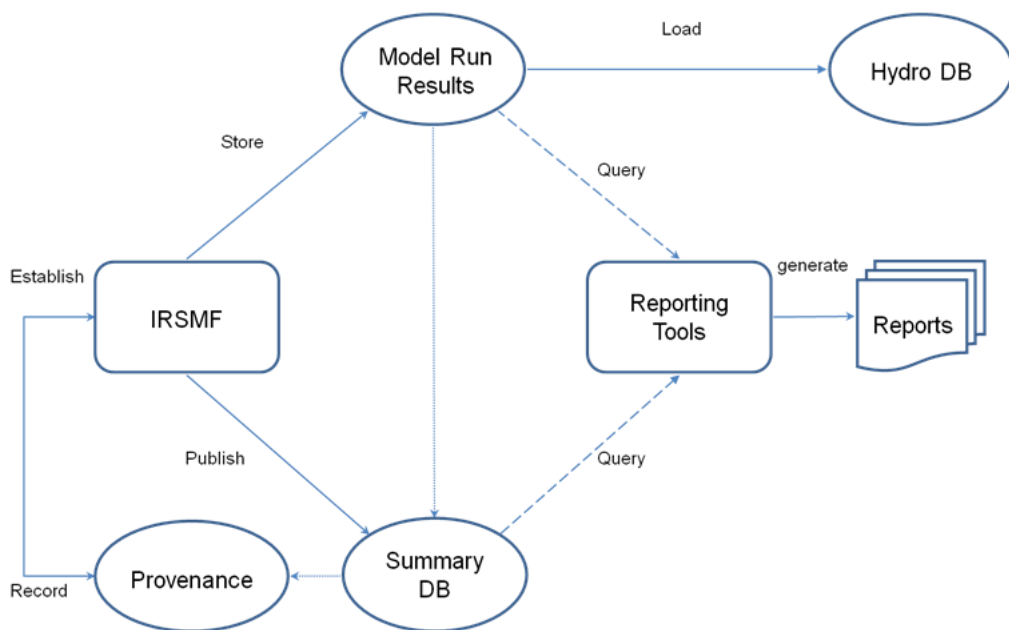 Load
Model Run
Results
Hydro DB
Store
Query
Establish
generate
IRSMF
Reporting
Tools
Reports
Publish
Query
Summary
DB
Provenance
Record